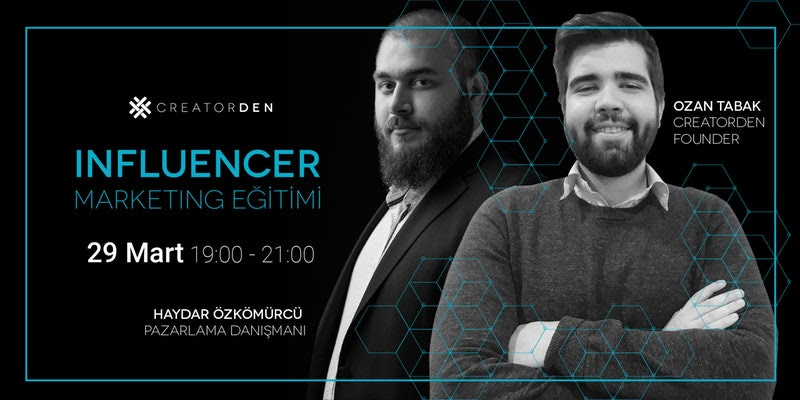 CREATORDEN
INFLUENCER
MARKETING EĞİTİMİ
29 Mart 19:00 - 21:00
HAYDAR ÖZKÖMÜRCÜ
PAZARLAMA DANIŞMANI
OZAN TABAK
CREATORDEN
FOUNDER